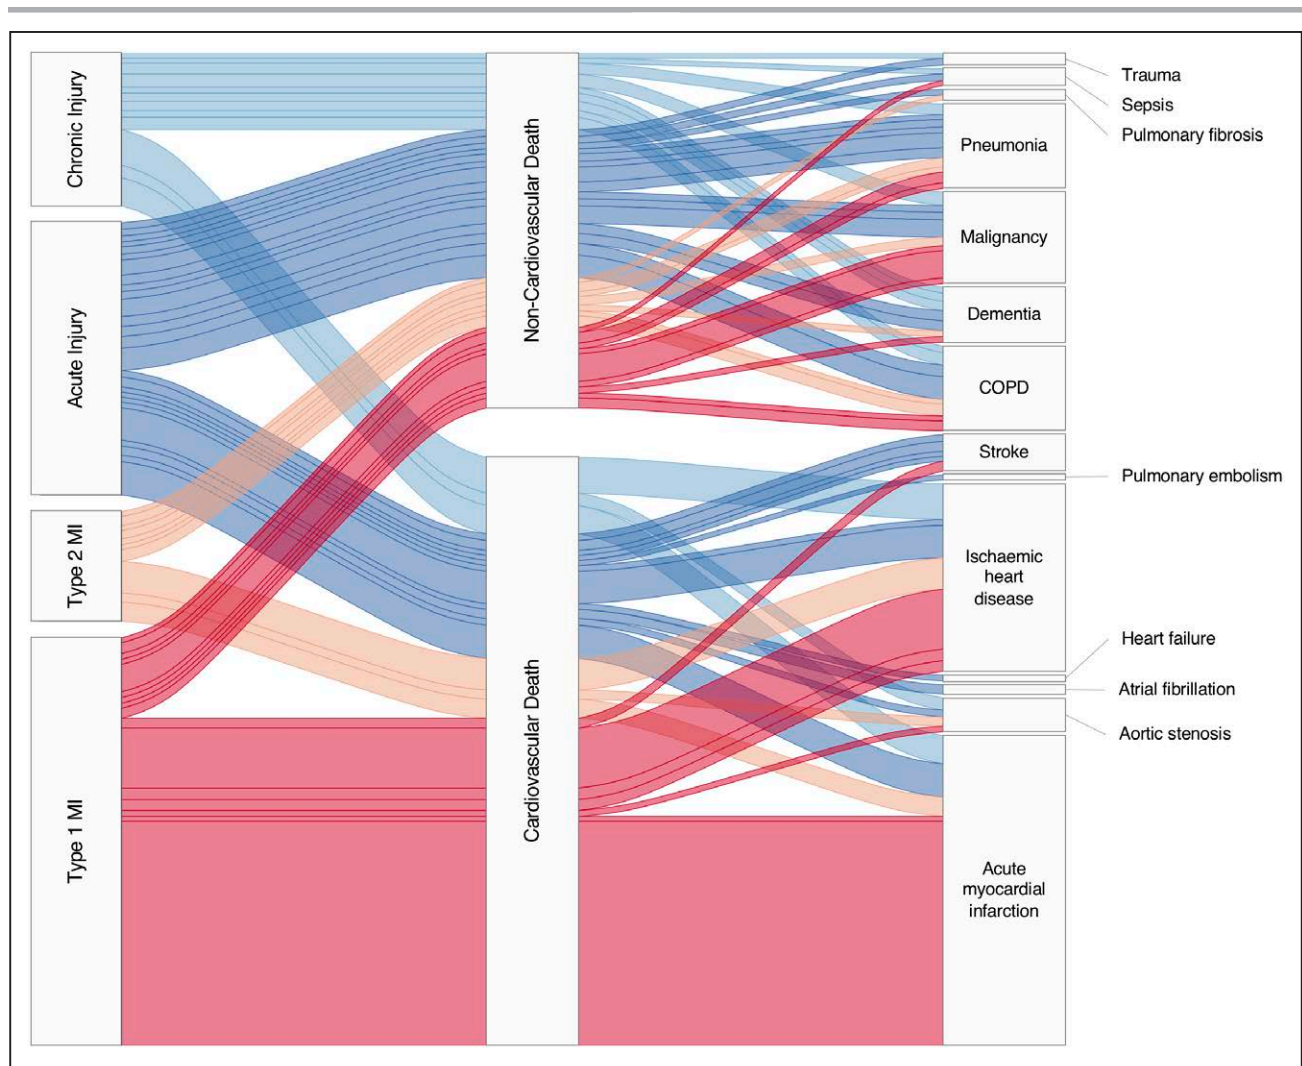 Chronic Injury
Acute Injury
Type 2 MI
Type 1 MI
Non-Cardiovascular Death
Cardiovascular Death
Trauma
Sepsis
Pulmonary fibrosis
Pneumonia
Malignancy
Dementia
COPD
Stroke
Pulmonary embolism
Ischaemic
heart
disease
Heart failure
Atrial fibrillation
Aortic stenosis
Acute
myocardial
infarction